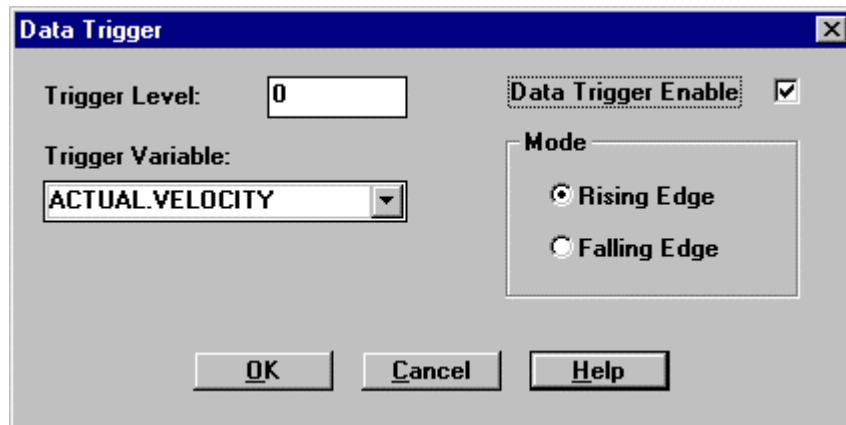 Data Trigger
Trigger Level:
0
Data Trigger Enable
Trigger Variable:
ACTUAL.VELOCITY
Mode
Rising Edge
Falling Edge
OK
Cancel
Help